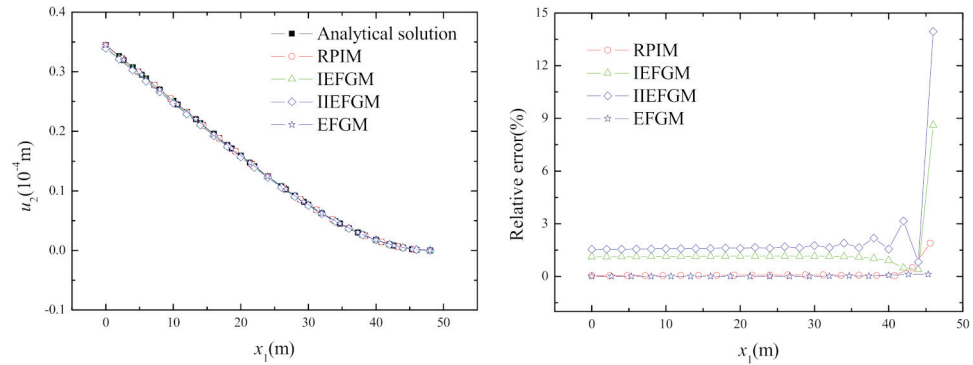 0.4
0.3
0.2
0.1
0.0
-0.1
u₂(10⁻⁴m)
0
10
20
30
40
50
x₁(m)
Analytical solution
RPIM
IEFGM
IIEFGM
EFGM
15
12
9
6
3
0
Relative error(%)
0
10
20
30
40
50
x₁(m)
RPIM
IEFGM
IIEFGM
EFGM